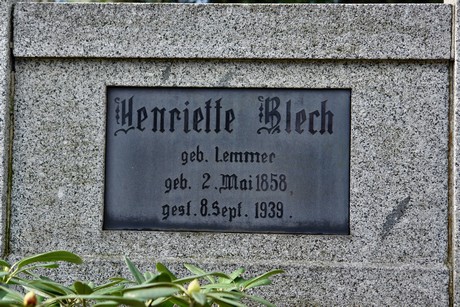 Henriette Blech
geb. Lemmer
geb. 2. Mai 1858.
gest. 8. Sept. 1939.